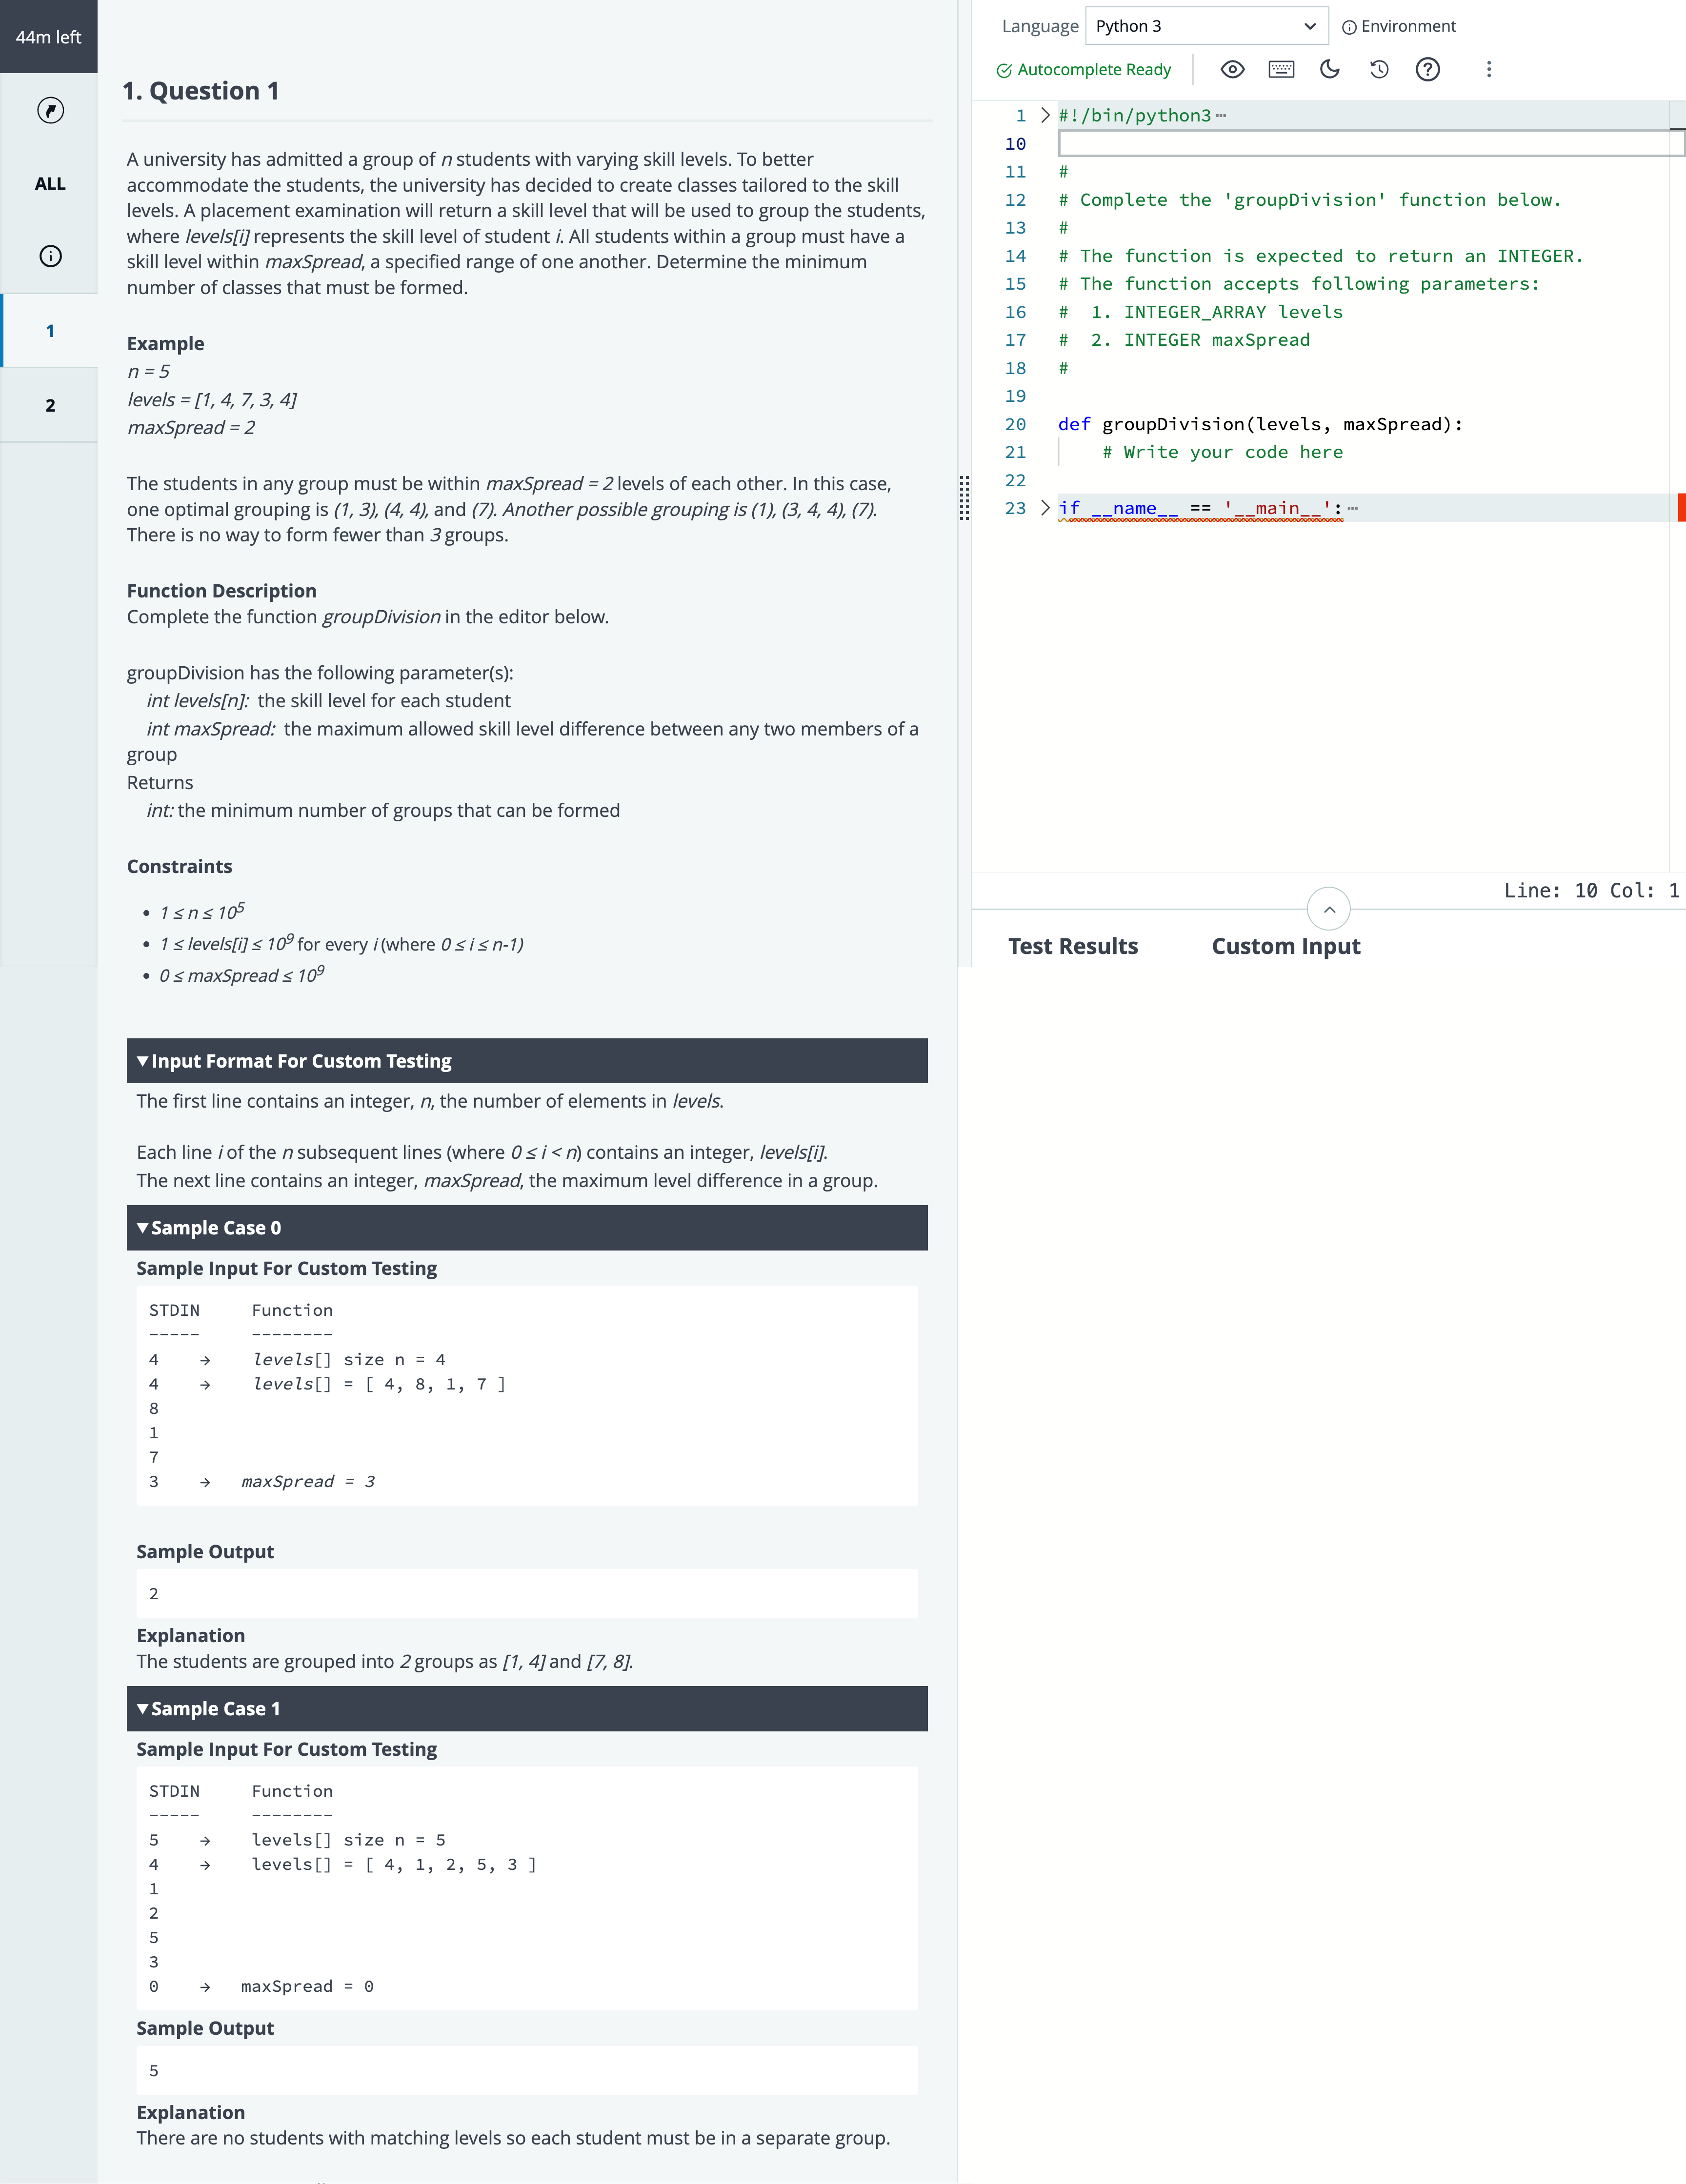 44m left
ALL
1
2
1. Question 1
A university has admitted a group of n students with varying skill levels. To better
accommodate the students, the university has decided to create classes tailored to the skill
levels. A placement examination will return a skill level that will be used to group the students,
where levels[i] represents the skill level of student i. All students within a group must have a
skill level within maxSpread, a specified range of one another. Determine the minimum
number of classes that must be formed.
Example
n = 5
levels = [1, 4, 7, 3, 4]
maxSpread = 2
The students in any group must be within maxSpread = 2 levels of each other. In this case,
one optimal grouping is (1, 3), (4, 4), and (7). Another possible grouping is (1), (3, 4, 4), (7).
There is no way to form fewer than 3 groups.
Function Description
Complete the function groupDivision in the editor below.
groupDivision has the following parameter(s):
int levels[n]: the skill level for each student
int maxSpread: the maximum allowed skill level difference between any two members of a
group
Returns
int: the minimum number of groups that can be formed
Constraints
• 1 ≤ n ≤ 10^5
• 1 ≤ levels[i] ≤ 10^9 for every i (where 0 ≤ i ≤ n-1)
• 0 ≤ maxSpread ≤ 10^9
▼Input Format For Custom Testing
The first line contains an integer, n, the number of elements in levels.
Each line i of the n subsequent lines (where 0 ≤ i < n) contains an integer, levels[i].
The next line contains an integer, maxSpread, the maximum level difference in a group.
▼Sample Case 0
Sample Input For Custom Testing
STDIN Function
----- --------
4 → levels[] size n = 4
4 → levels[] = [ 4, 8, 1, 7 ]
8
1
7
3 → maxSpread = 3
Sample Output
2
Explanation
The students are grouped into 2 groups as [1, 4] and [7, 8].
▼Sample Case 1
Sample Input For Custom Testing
STDIN Function
----- --------
5 → levels[] size n = 5
4 → levels[] = [ 4, 1, 2, 5, 3 ]
1
2
5
3
0 → maxSpread = 0
Sample Output
5
Explanation
There are no students with matching levels so each student must be in a separate group.
Language Python 3 Environment
Autocomplete Ready
1 #!/bin/python3
10
11 #
12 # Complete the 'groupDivision' function below.
13 #
14 # The function is expected to return an INTEGER.
15 # The function accepts following parameters:
16 # 1. INTEGER_ARRAY levels
17 # 2. INTEGER maxSpread
18 #
19
20 def groupDivision(levels, maxSpread):
21 # Write your code here
22
23 if __name__ == '__main__':
Line: 10 Col: 1
Test Results Custom Input